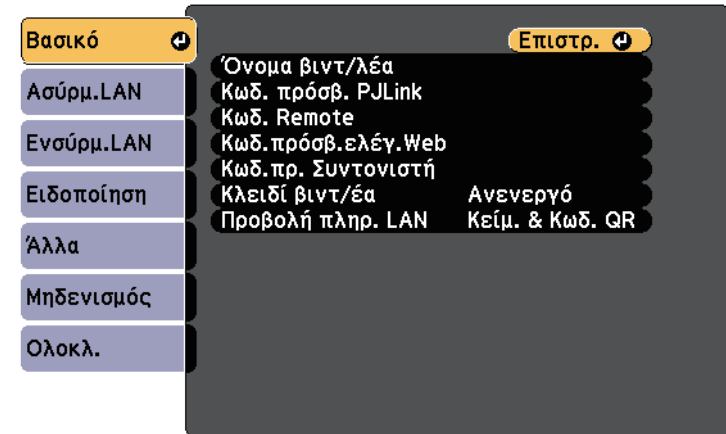 Βασικό
Ασύρμ.LAN
Ενσύρμ.LAN
Ειδοποίηση
Άλλα
Μηδενισμός
Ολοκλ.
Επιστρ.
Όνομα βιντ/λέα
Κωδ. πρόσβ. PJLink
Κωδ. Remote
Κωδ.πρόσβ.ελέγ.Web
Κωδ.πρ. Συντονιστή
Κλειδί βιντ/έα Ανενεργό
Προβολή πληρ. LAN Κείμ. & Κωδ. QR